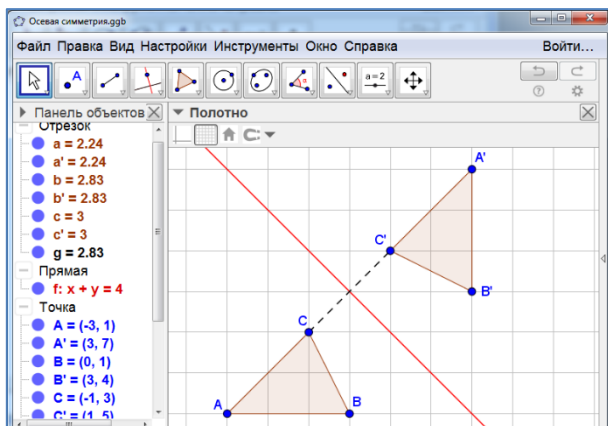 Осевая симметрия.ggb
Файл Правка Вид Настройки Инструменты Окно Справка Войти...
A
a=2
Панель объектов
Полотно
Отрезок
a = 2.24
a' = 2.24
b = 2.83
b' = 2.83
c = 3
c' = 3
g = 2.83
Прямая
f: x + y = 4
Точка
A = (-3, 1)
A' = (3, 7)
B = (0, 1)
B' = (3, 4)
C = (-1, 3)
C' = (1, 5)
A'
C'
B'
C
A
B